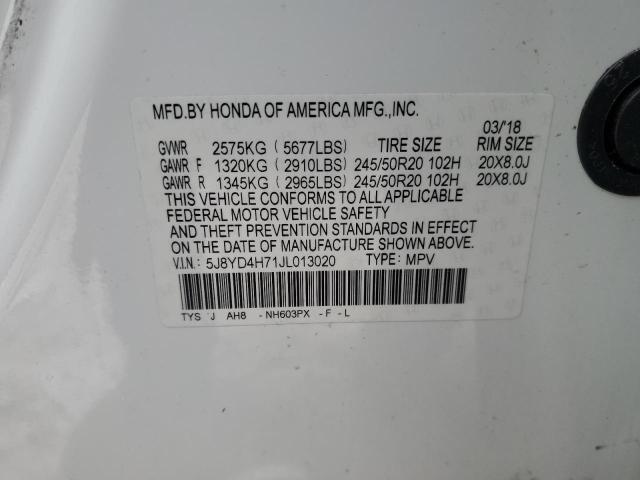 MFD.BY HONDA OF AMERICA MFG.,INC.
03/18
GVWR 2575KG ( 5677LBS) TIRE SIZE RIM SIZE
GAWR F 1320KG ( 2910LBS) 245/50R20 102H 20X8.0J
GAWR R 1345KG ( 2965LBS) 245/50R20 102H 20X8.0J
THIS VEHICLE CONFORMS TO ALL APPLICABLE
FEDERAL MOTOR VEHICLE SAFETY
AND THEFT PREVENTION STANDARDS IN EFFECT
ON THE DATE OF MANUFACTURE SHOWN ABOVE.
V.I.N.: 5J8YD4H71JL013020 TYPE: MPV
TYS J AH8 - NH603PX - F - L